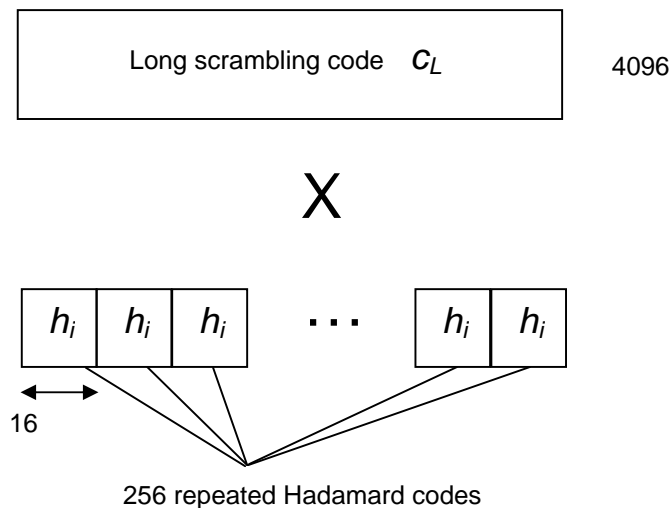 Long scrambling code c_L 4096
X
h_i h_i h_i ... h_i h_i
16
256 repeated Hadamard codes